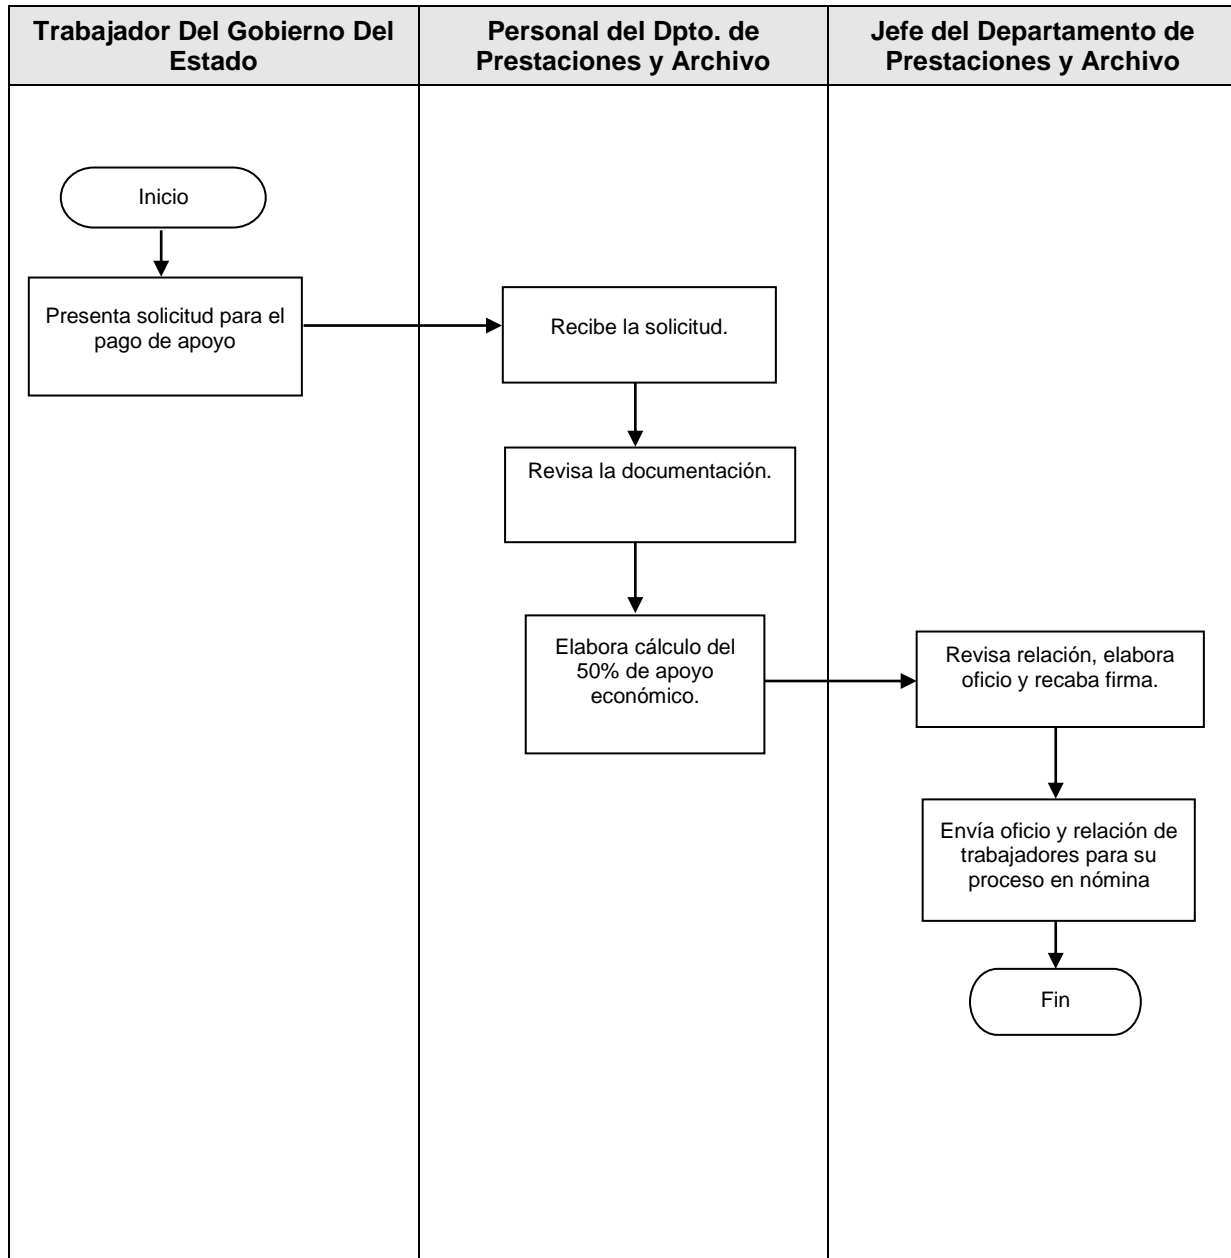 Trabajador Del Gobierno Del
Estado
Personal del Dpto. de
Prestaciones y Archivo
Jefe del Departamento de
Prestaciones y Archivo
Inicio
Presenta solicitud para el
pago de apoyo
Recibe la solicitud.
Revisa la documentación.
Elabora cálculo del
50% de apoyo
económico.
Revisa relación, elabora
oficio y recaba firma.
Envía oficio y relación de
trabajadores para su
proceso en nómina
Fin